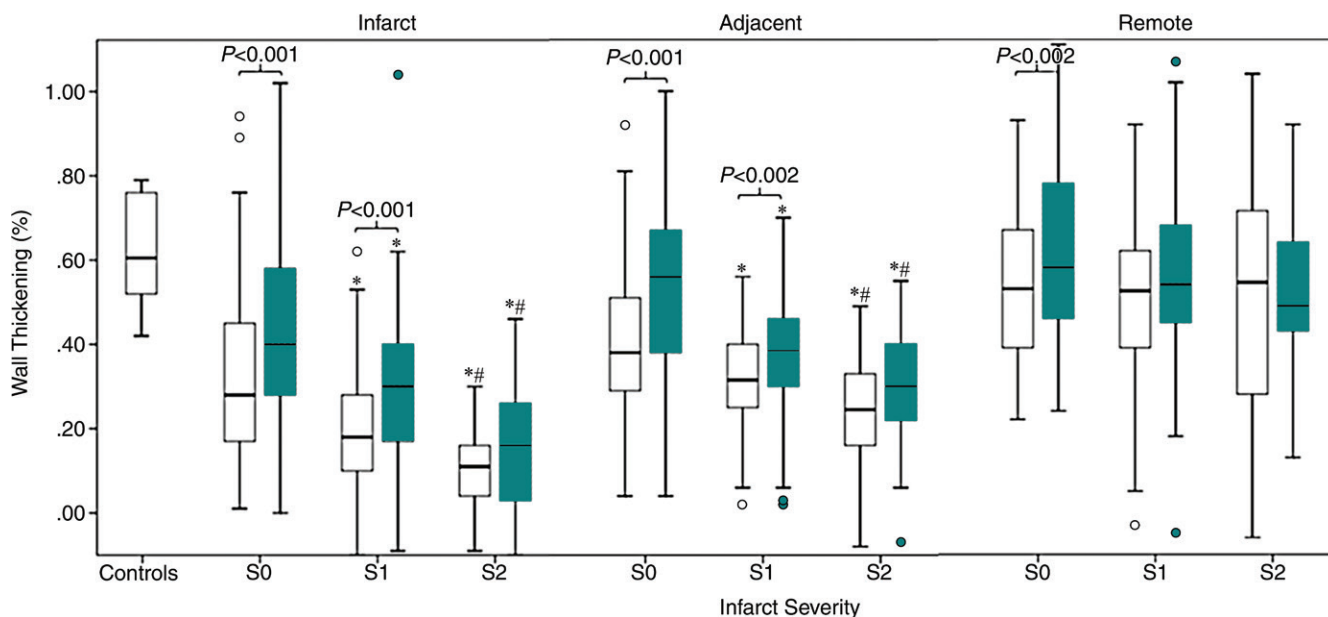 Infarct Adjacent Remote
P<0.001 P<0.001 P<0.002
1.00
.80
P<0.002
P<0.001 *
* .60
* * *# *#
*# *# .40
.20
.00
Wall Thickening (%)
Controls S0 S1 S2 S0 S1 S2 S0 S1 S2
Infarct Severity